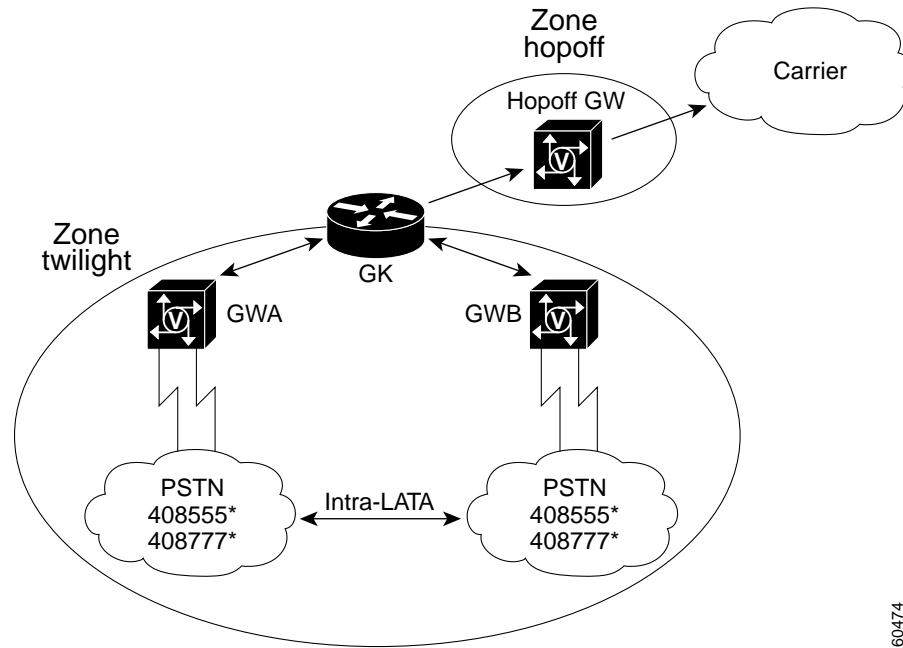 Zone
hopoff
Carrier
Hopoff GW
V
Zone
twilight
GK
V
GWA
GWB
V
PSTN
408555*
408777*
Intra-LATA
PSTN
408555*
408777*
60474